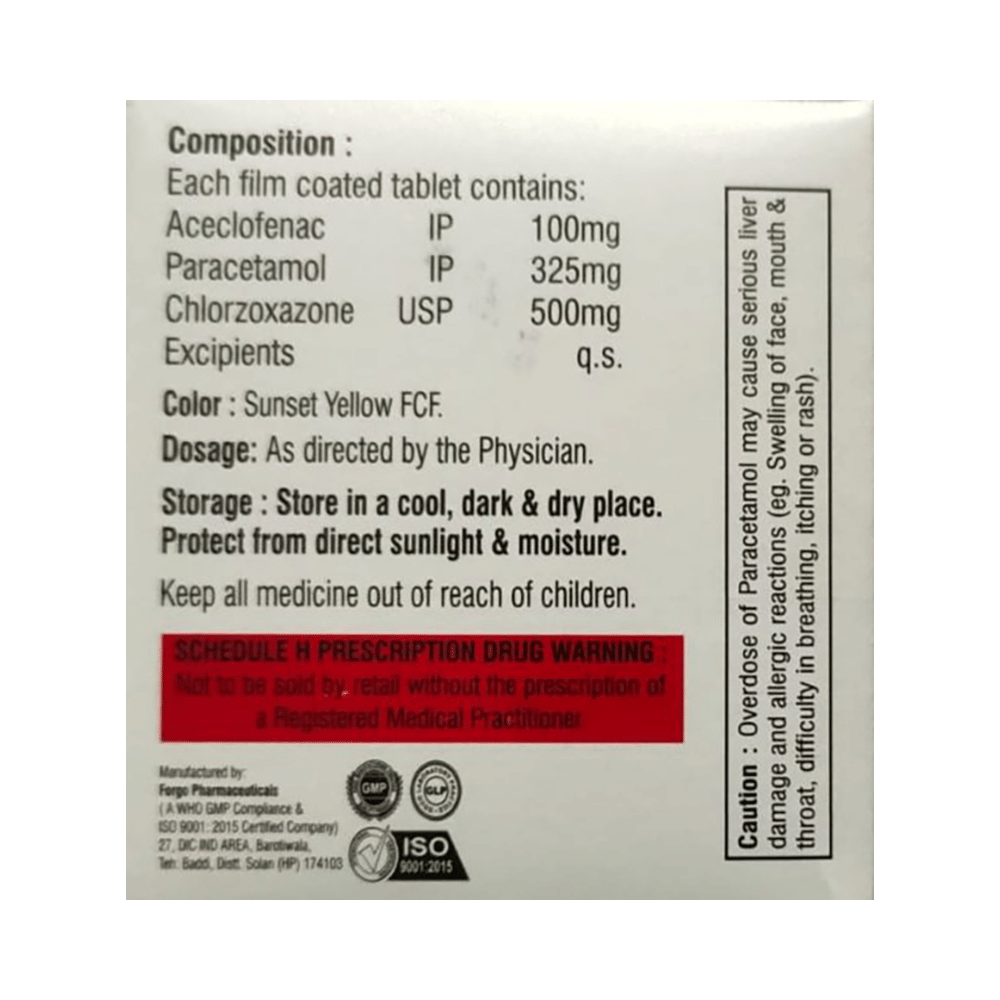 Composition :
Each film coated tablet contains:
Aceclofenac IP 100mg
Paracetamol IP 325mg
Chlorzoxazone USP 500mg
Excipients q.s.
Color : Sunset Yellow FCF.
Dosage: As directed by the Physician.
Storage : Store in a cool, dark & dry place.
Protect from direct sunlight & moisture.
Keep all medicine out of reach of children.
SCHEDULE H PRESCRIPTION DRUG WARNING :
Not to be sold by retail without the prescription of
a Registered Medical Practitioner
Manufactured by:
Forgo Pharmaceuticals
(A WHO GMP Compliance &
ISO 9001: 2015 Certified Company)
27, DIC IND AREA, Barotiwala,
Teh: Baddi, Distt. Solan (HP) 174103
GMP
GLP
ISO
9001:2015
Caution : Overdose of Paracetamol may cause serious liver
damage and allergic reactions (eg. Swelling of face, mouth &
throat, difficulty in breathing, itching or rash).